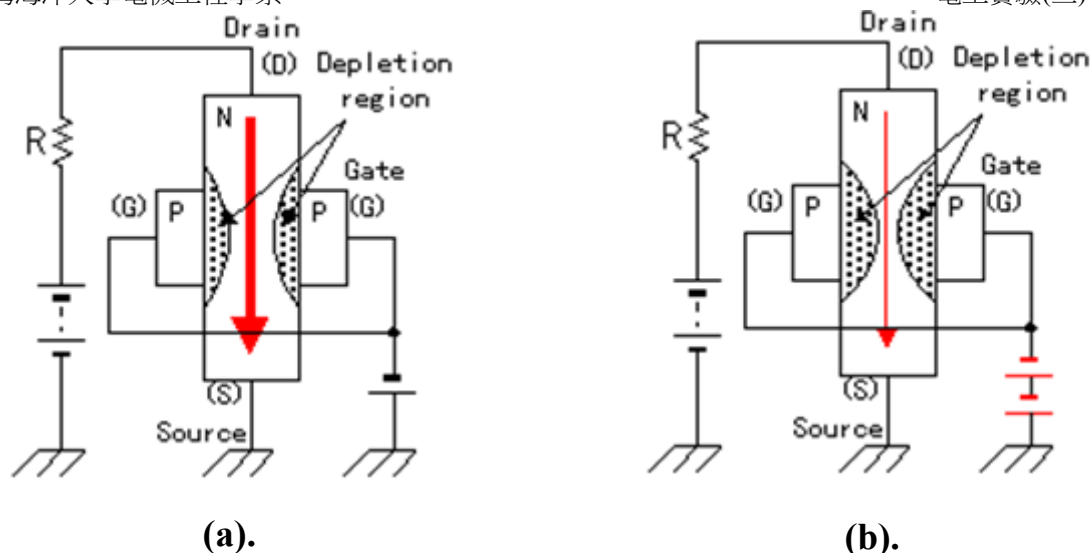 Drain
(D) Depletion
region
N
R
Gate
(G)
P
P
(G)
(S)
Source
(a).
Drain
(D) Depletion
region
N
R
Gate
(G)
P
P
(G)
(S)
Source
(b).